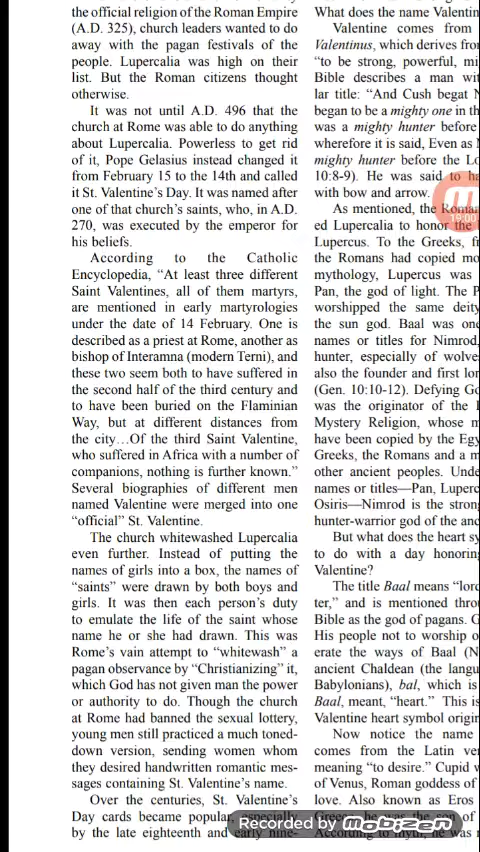 the official religion of the Roman Empire
(A.D. 325), church leaders wanted to do
away with the pagan festivals of the
people. Lupercalia was high on their
list. But the Roman citizens thought
otherwise.
It was not until A.D. 496 that the
church at Rome was able to do anything
about Lupercalia. Powerless to get rid
of it, Pope Gelasius instead changed it
from February 15 to the 14th and called
it St. Valentine's Day. It was named after
one of that church's saints, who, in A.D.
270, was executed by the emperor for
his beliefs.
According to the Catholic
Encyclopedia, “At least three different
Saint Valentines, all of them martyrs,
are mentioned in early martyrologies
under the date of 14 February. One is
described as a priest at Rome, another as
bishop of Interamna (modern Terni), and
these two seem both to have suffered in
the second half of the third century and
to have been buried on the Flaminian
Way, but at different distances from
the city…Of the third Saint Valentine,
who suffered in Africa with a number of
companions, nothing is further known.”
Several biographies of different men
named Valentine were merged into one
“official” St. Valentine.
The church whitewashed Lupercalia
even further. Instead of putting the
names of girls into a box, the names of
“saints” were drawn by both boys and
girls. It was then each person's duty
to emulate the life of the saint whose
name he or she had drawn. This was
Rome's vain attempt to “whitewash” a
pagan observance by “Christianizing” it,
which God has not given man the power
or authority to do. Though the church
at Rome had banned the sexual lottery,
young men still practiced a much toned-
down version, sending women whom
they desired handwritten romantic mes-
sages containing St. Valentine's name.
Over the centuries, St. Valentine's
Day cards became popular, especially
by the late eighteenth and early nine-
What does the name Valentin
Valentine comes from
Valentinus, which derives from
“to be strong, powerful, mi
Bible describes a man wit
lar title: “And Cush begat N
began to be a mighty one in th
was a mighty hunter before
wherefore it is said, Even as N
mighty hunter before the Lo
10:8-9). He was said to ha
with bow and arrow.
As mentioned, the Roma
ed Lupercalia to honor the
Lupercus. To the Greeks, fr
the Romans had copied mo
mythology, Lupercus was
Pan, the god of light. The P
worshipped the same deity
the sun god. Baal was one
names or titles for Nimrod,
hunter, especially of wolve
also the founder and first lor
(Gen. 10:10-12). Defying Go
was the originator of the
Mystery Religion, whose m
have been copied by the Egy
Greeks, the Romans and a m
other ancient peoples. Unde
names or titles—Pan, Luperc
Osiris—Nimrod is the stron
hunter-warrior god of the anc
But what does the heart sy
to do with a day honoring
Valentine?
The title Baal means “lord
ter,” and is mentioned thro
Bible as the god of pagans. G
His people not to worship o
erate the ways of Baal (N
ancient Chaldean (the langu
Babylonians), bal, which is
Baal, meant, “heart.” This is
Valentine heart symbol origin
Now notice the name
comes from the Latin ver
meaning “to desire.” Cupid w
of Venus, Roman goddess of
love. Also known as Eros
Greece, he was the son of
According to myth, he was
19:00
Recorded by Mobizen